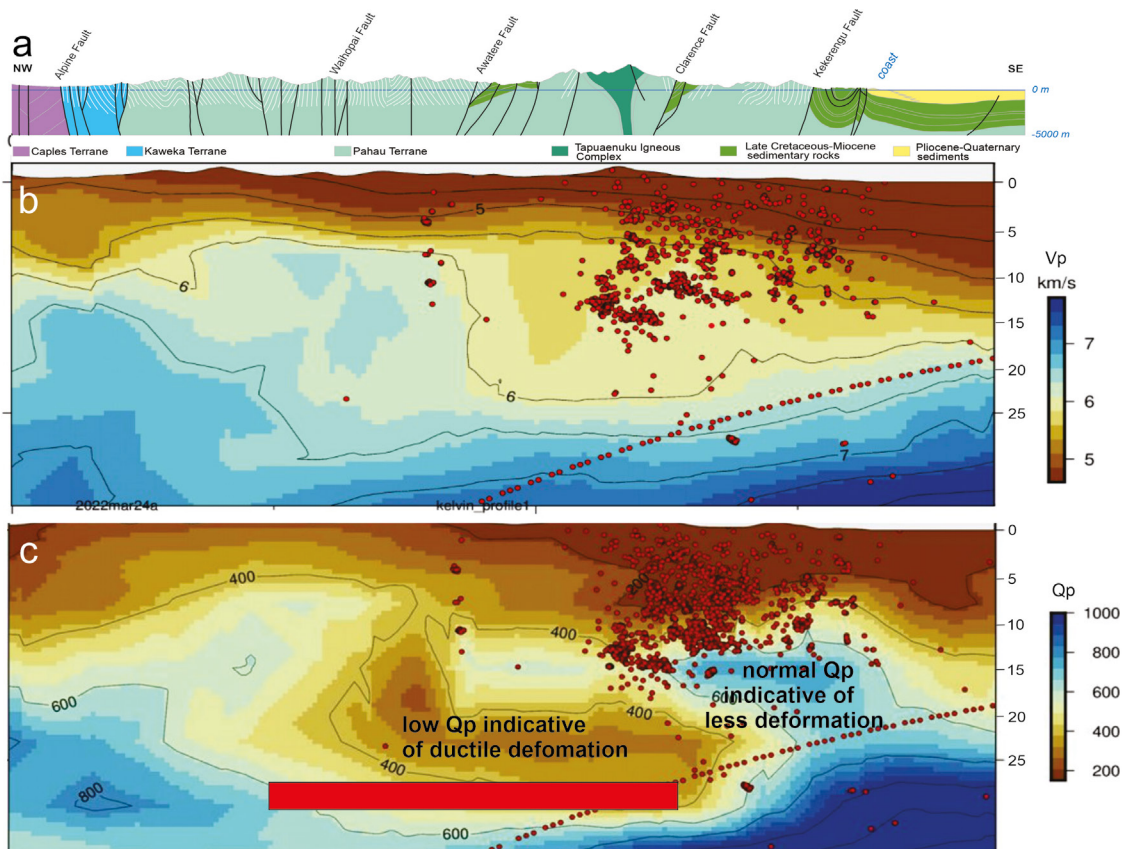 a
NW
Alpine Fault
Waihopai Fault
Awatere Fault
Clarence Fault
Kekerengu Fault
coast
SE
0 m
-5000 m
Caples Terrane
Kaweka Terrane
Pahau Terrane
Tapuaenuku Igneous
Complex
Late Cretaceous-Miocene
sedimentary rocks
Pliocene-Quaternary
sediments
b
5
6
6
7
0
5
10
15
20
25
Vp
km/s
7
6
5
2022mar24a
kelvin_profile1
c
400
200
400
600
600
400
400
800
600
normal Qp
indicative of
less deformation
low Qp indicative
of ductile defomation
0
5
10
15
20
25
Qp
1000
800
600
400
200